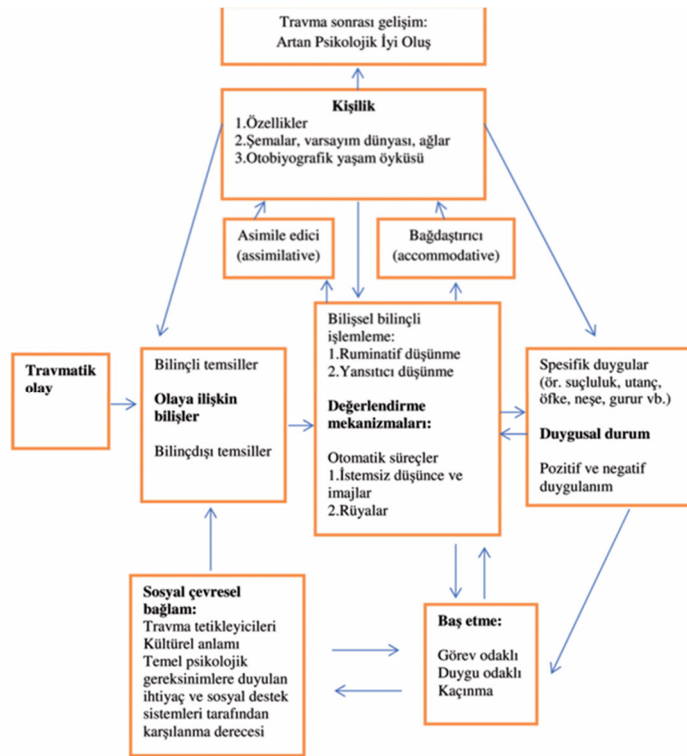 Travma sonrası gelişim:
Artan Psikolojik İyi Oluş
Kişilik
1.Özellikler
2.Şemalar, varsayım dünyası, ağlar
3.Otobiyografik yaşam öyküsü
Asimile edici
(assimilative)
Bağdaştırıcı
(accommodative)
Travmatik
olay
Bilinçli temsiller
Olaya ilişkin
bilişler
Bilinçdışı temsiller
Bilişsel bilinçli
işlemleme:
1.Ruminatif düşünme
2.Yansıtıcı düşünme
Değerlendirme
mekanizmaları:
Otomatik süreçler
1.İstemsiz düşünce ve
imajlar
2.Rüyalar
Spesifik duygular
(ör. suçluluk, utanç,
öfke, neşe, gurur vb.)
Duygusal durum
Pozitif ve negatif
duygulanım
Sosyal çevresel
bağlam:
Travma tetikleyicileri
Kültürel anlamı
Temel psikolojik
gereksinimlere duyulan
ihtiyaç ve sosyal destek
sistemleri tarafından
karşılanma derecesi
Baş etme:
Görev odaklı
Duygu odaklı
Kaçınma